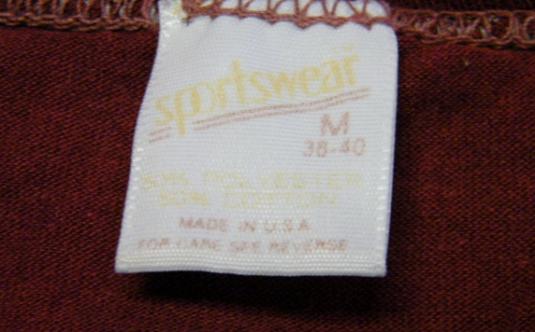 sportswear
M
38-40
50% POLYESTER
50% COTTON
MADE IN U.S.A
FOR CARE SEE REVERSE